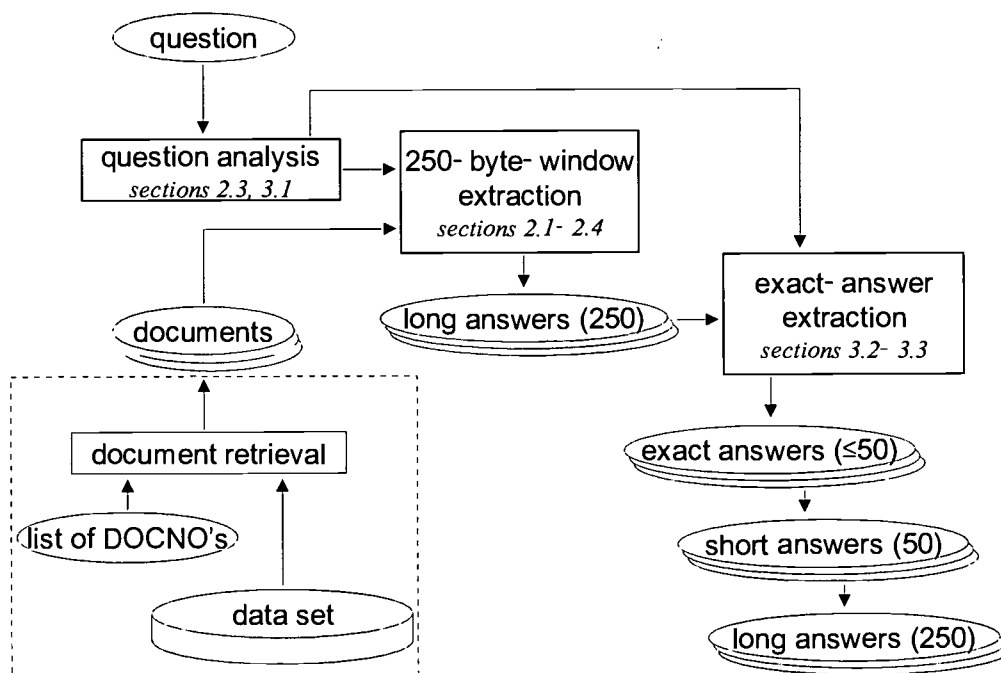 question
question analysis
sections 2.3, 3.1
250- byte- window
extraction
sections 2.1- 2.4
exact- answer
extraction
sections 3.2- 3.3
long answers (250)
documents
document retrieval
list of DOCNO's
data set
exact answers (≤50)
short answers (50)
long answers (250)